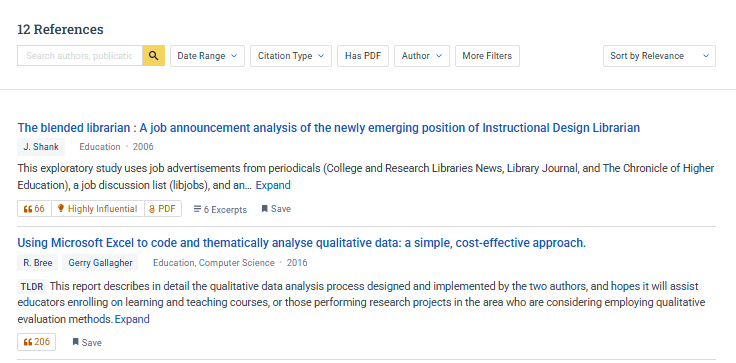 12 References
Search authors, publicatic
Date Range
Citation Type
Has PDF
Author
More Filters
Sort by Relevance
The blended librarian : A job announcement analysis of the newly emerging position of Instructional Design Librarian
J. Shank Education · 2006
This exploratory study uses job advertisements from periodicals (College and Research Libraries News, Library Journal, and The Chronicle of Higher
Education), a job discussion list (libjobs), and an... Expand
66 Highly Influential PDF 6 Excerpts Save
Using Microsoft Excel to code and thematically analyse qualitative data: a simple, cost-effective approach.
R. Bree Gerry Gallagher Education, Computer Science · 2016
TLDR This report describes in detail the qualitative data analysis process designed and implemented by the two authors, and hopes it will assist
educators enrolling on learning and teaching courses, or those performing research projects in the area who are considering employing qualitative
evaluation methods. Expand
206 Save